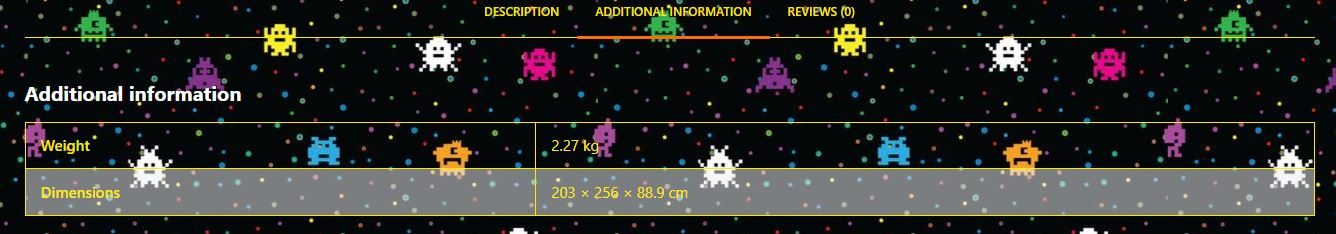 DESCRIPTION ADDITIONAL INFORMATION REVIEWS (0)
Additional information
Weight 2.27 kg
Dimensions 203 × 256 × 88.9 cm